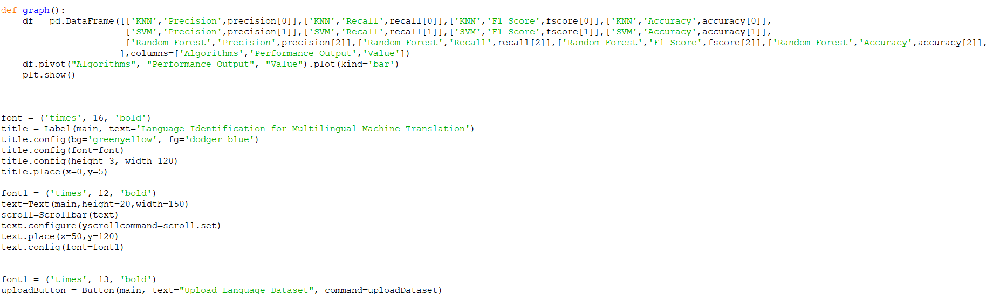 def graph():
    df = pd.DataFrame([['KNN','Precision',precision[0]],['KNN','Recall',recall[0]],['KNN','F1 Score',fscore[0]],['KNN','Accuracy',accuracy[0]],
                       ['SVM','Precision',precision[1]],['SVM','Recall',recall[1]],['SVM','F1 Score',fscore[1]],['SVM','Accuracy',accuracy[1]],
                       ['Random Forest','Precision',precision[2]],['Random Forest','Recall',recall[2]],['Random Forest','F1 Score',fscore[2]],['Random Forest','Accuracy',accuracy[2]],
                      ],columns=['Algorithms','Performance Output','Value'])
    df.pivot("Algorithms", "Performance Output", "Value").plot(kind='bar')
    plt.show()
font = ('times', 16, 'bold')
title = Label(main, text='Language Identification for Multilingual Machine Translation')
title.config(bg='greenyellow', fg='dodger blue')
title.config(font=font)
title.config(height=3, width=120)
title.place(x=0,y=5)
font1 = ('times', 12, 'bold')
text=Text(main,height=20,width=150)
scroll=Scrollbar(text)
text.configure(yscrollcommand=scroll.set)
text.place(x=50,y=120)
text.config(font=font1)
font1 = ('times', 13, 'bold')
uploadButton = Button(main, text="Upload Language Dataset", command=uploadDataset)